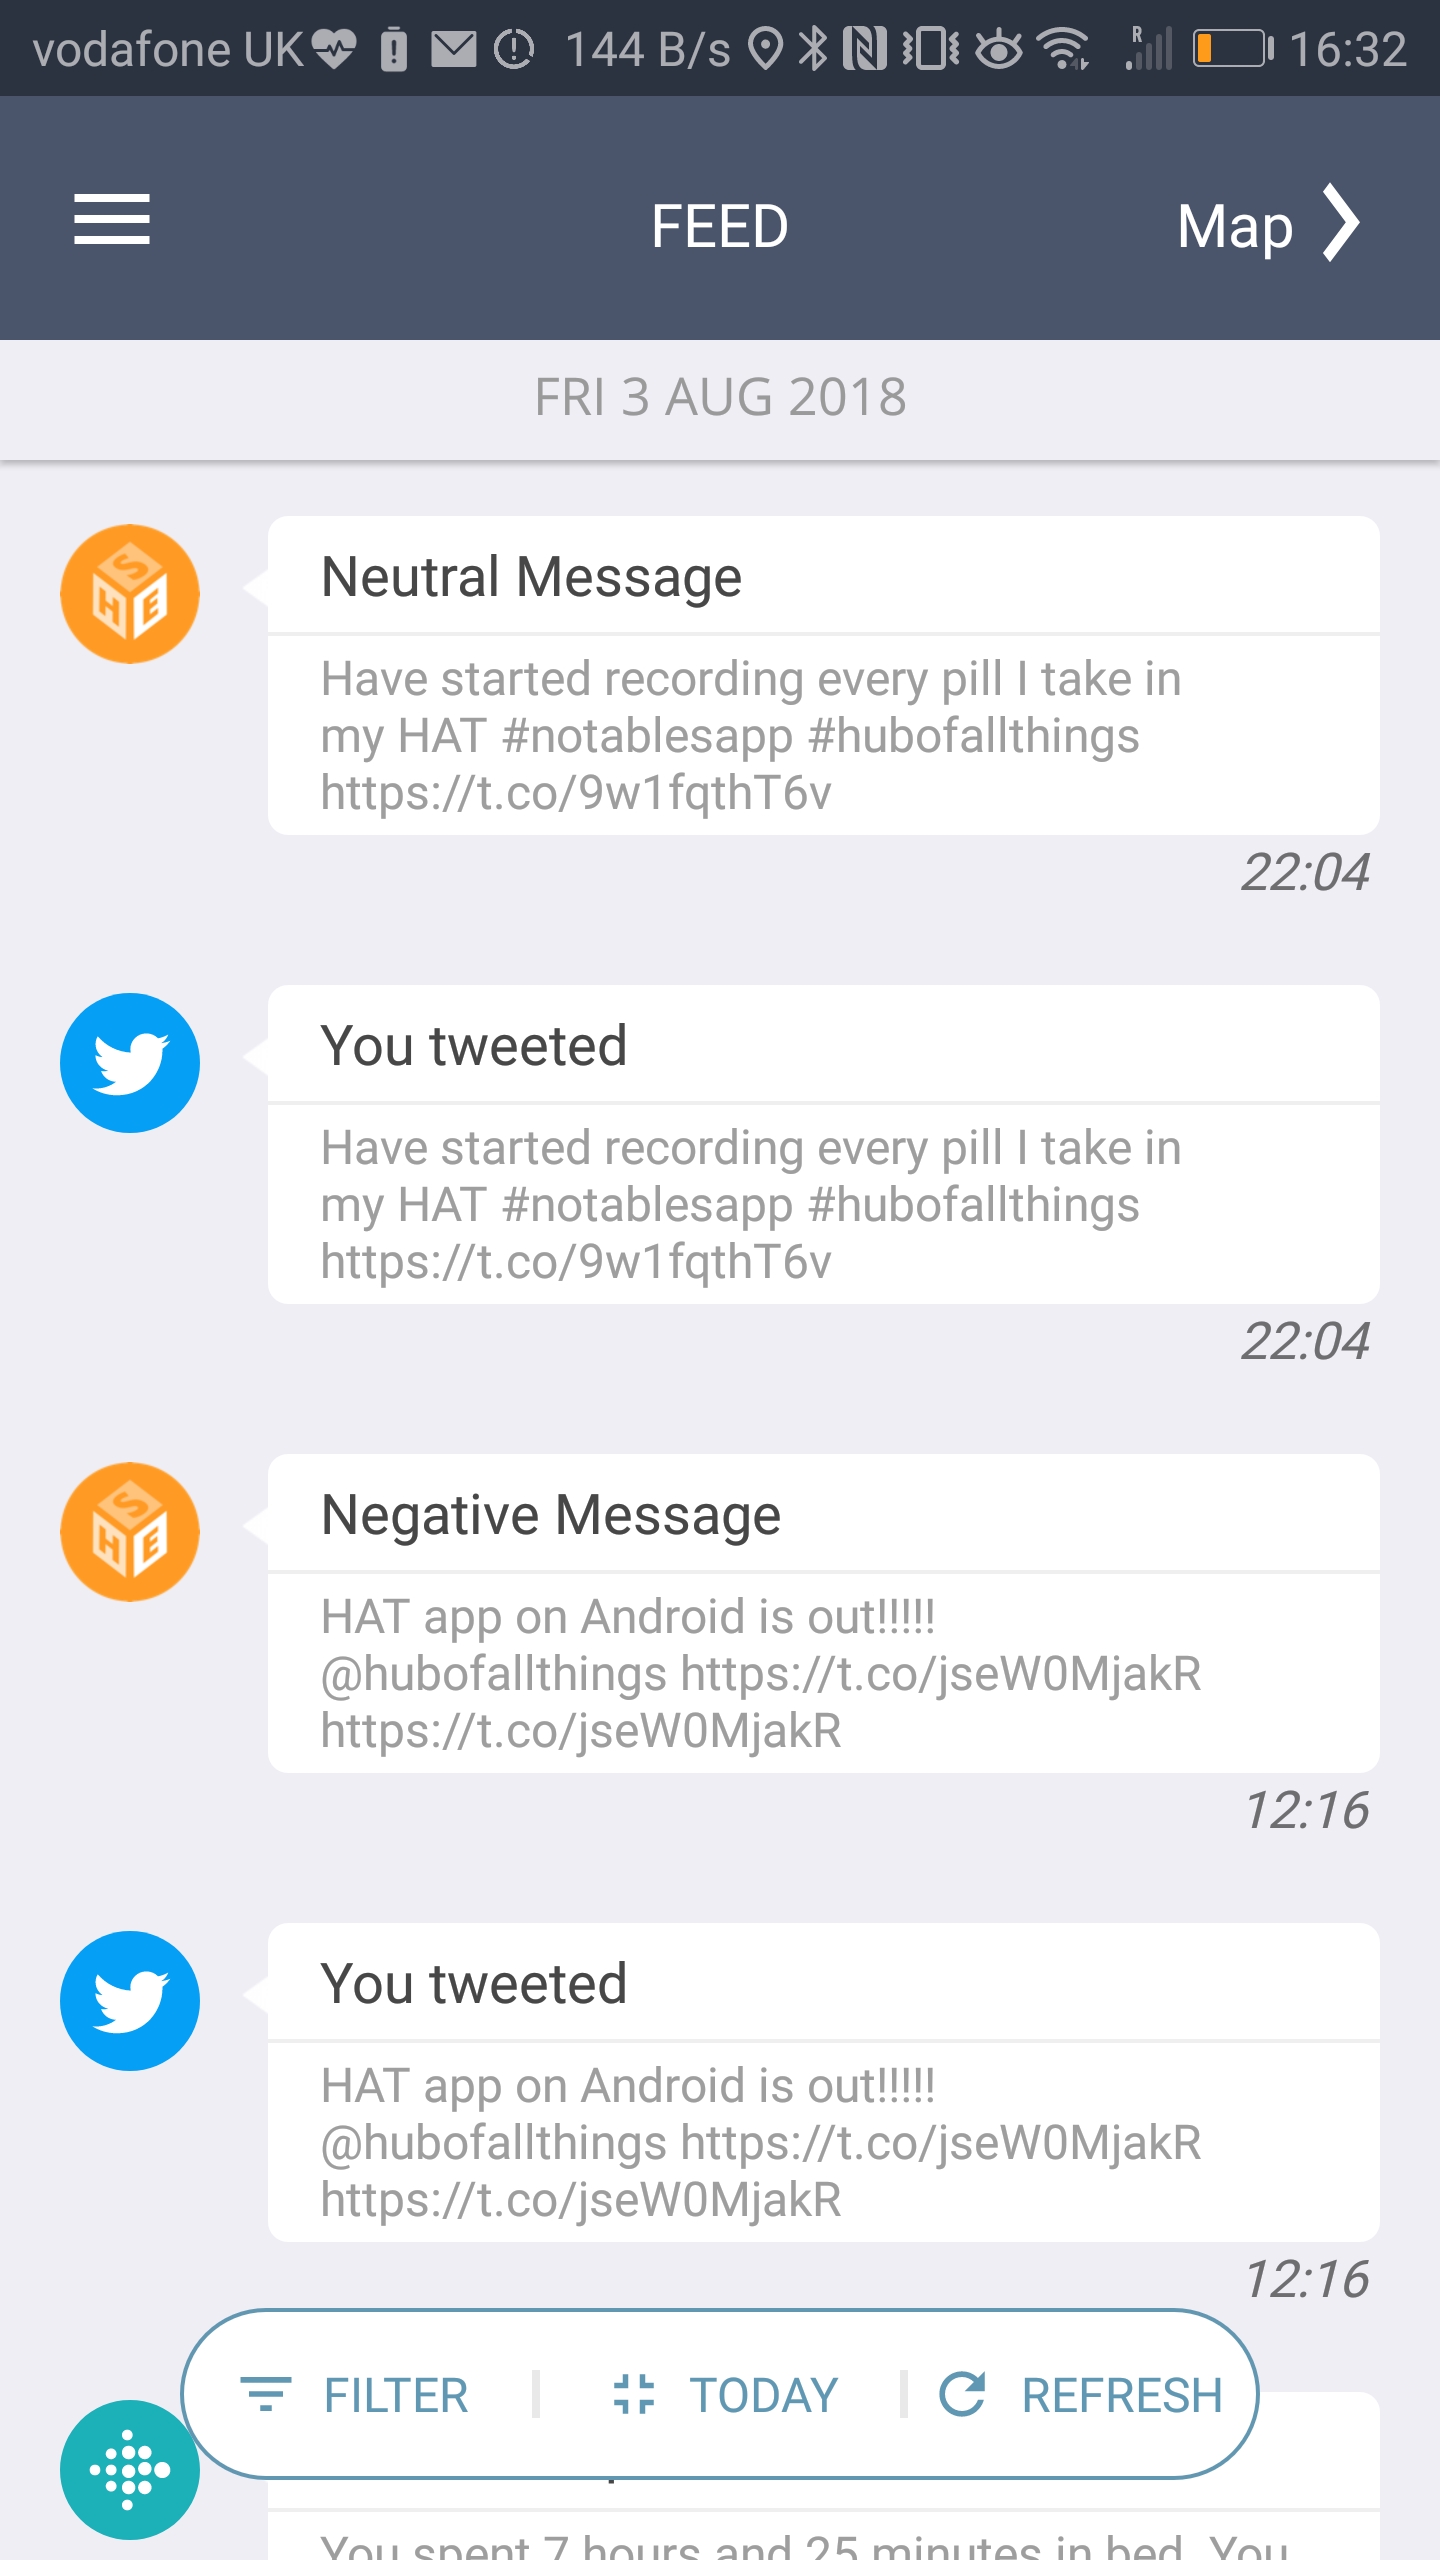 vodafone UK 144 B/s R 16:32
FEED Map
FRI 3 AUG 2018
S H E
Neutral Message
Have started recording every pill I take in
my HAT #notablesapp #hubofallthings
https://t.co/9w1fqthT6v
22:04
You tweeted
Have started recording every pill I take in
my HAT #notablesapp #hubofallthings
https://t.co/9w1fqthT6v
22:04
S H E
Negative Message
HAT app on Android is out!!!!!
@hubofallthings https://t.co/jseW0MjakR
https://t.co/jseW0MjakR
12:16
You tweeted
HAT app on Android is out!!!!!
@hubofallthings https://t.co/jseW0MjakR
https://t.co/jseW0MjakR
12:16
FILTER TODAY REFRESH
You spent 7 hours and 25 minutes in bed. You